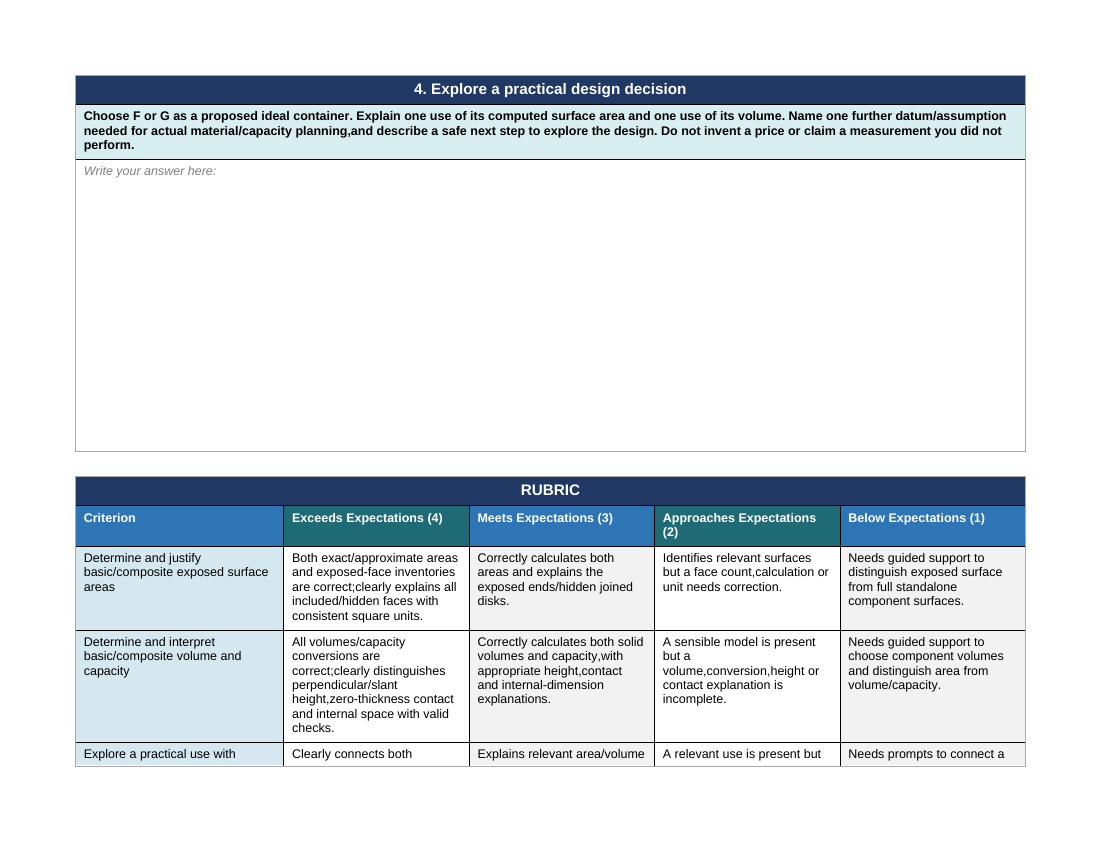 4. Explore a practical design decision
Choose F or G as a proposed ideal container. Explain one use of its computed surface area and one use of its volume. Name one further datum/assumption
needed for actual material/capacity planning,and describe a safe next step to explore the design. Do not invent a price or claim a measurement you did not
perform.
Write your answer here:
RUBRIC
Criterion
Exceeds Expectations (4)
Meets Expectations (3)
Approaches Expectations
(2)
Below Expectations (1)
Determine and justify
basic/composite exposed surface
areas
Both exact/approximate areas
and exposed-face inventories
are correct;clearly explains all
included/hidden faces with
consistent square units.
Correctly calculates both
areas and explains the
exposed ends/hidden joined
disks.
Identifies relevant surfaces
but a face count,calculation or
unit needs correction.
Needs guided support to
distinguish exposed surface
from full standalone
component surfaces.
Determine and interpret
basic/composite volume and
capacity
All volumes/capacity
conversions are
correct;clearly distinguishes
perpendicular/slant
height,zero-thickness contact
and internal space with valid
checks.
Correctly calculates both solid
volumes and capacity,with
appropriate height,contact
and internal-dimension
explanations.
A sensible model is present
but a
volume,conversion,height or
contact explanation is
incomplete.
Needs guided support to
choose component volumes
and distinguish area from
volume/capacity.
Explore a practical use with
Clearly connects both
Explains relevant area/volume
A relevant use is present but
Needs prompts to connect a